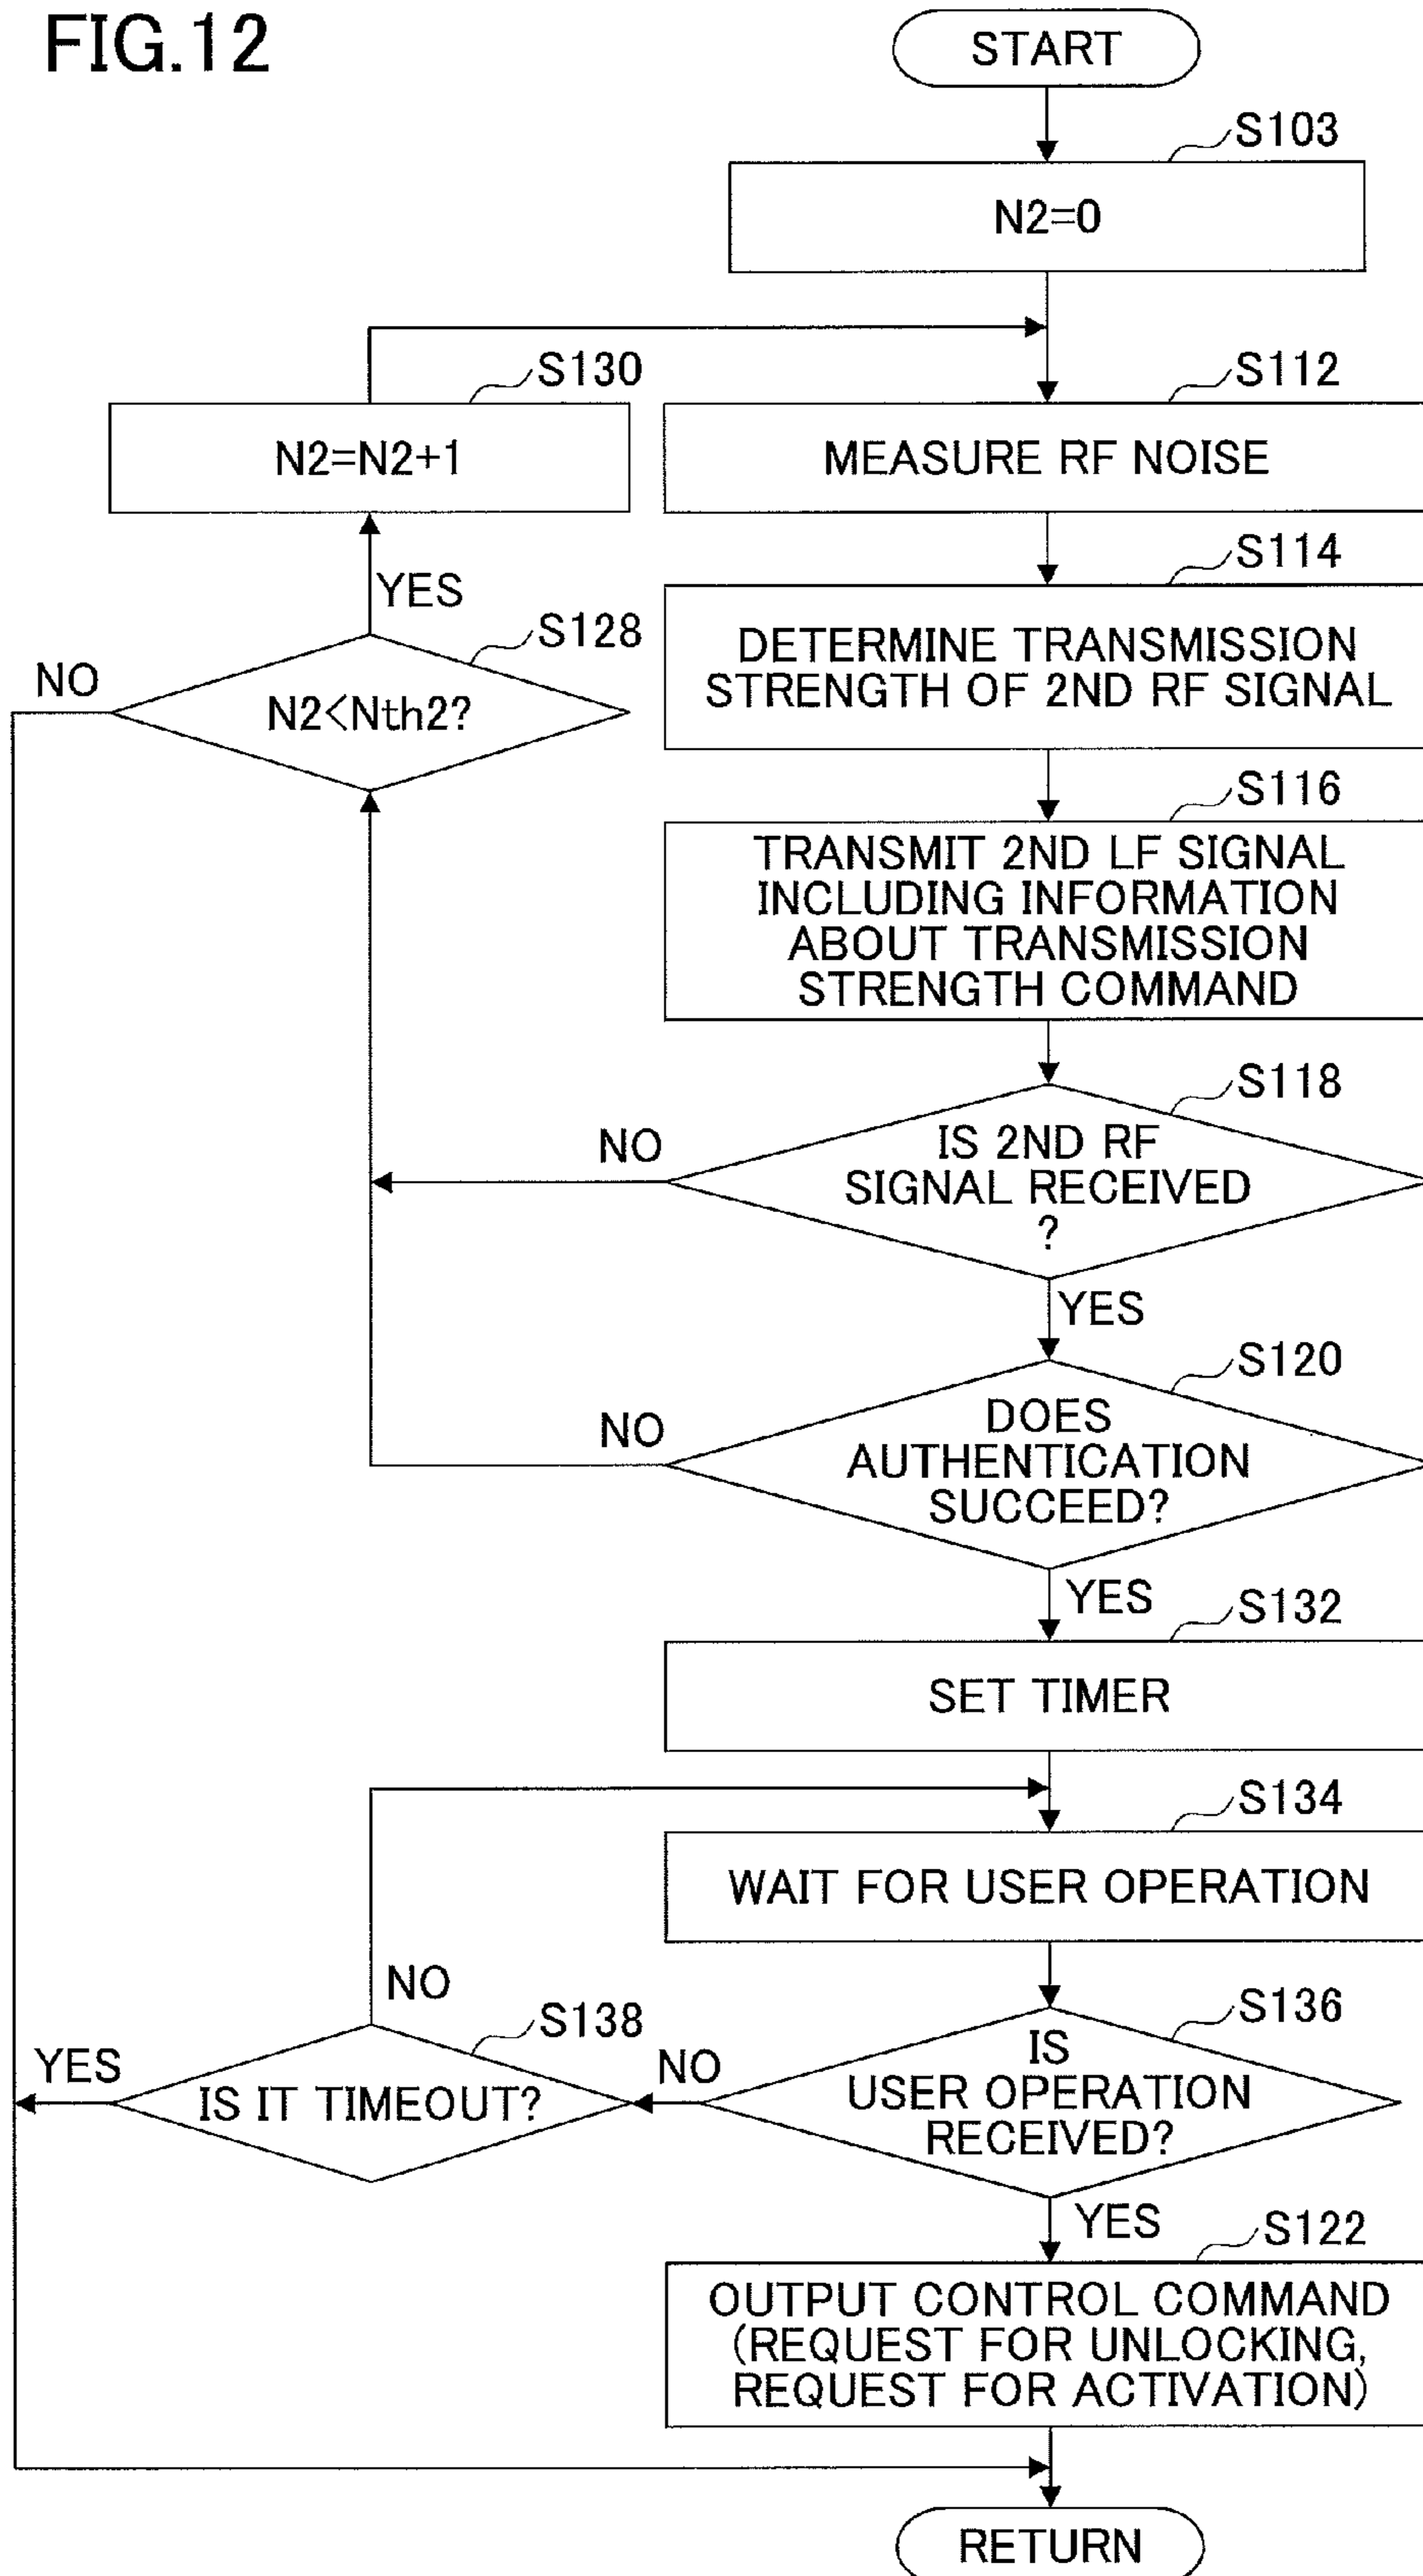 FIG.12
START
S103
N2=0
S130
N2=N2+1
S112
MEASURE RF NOISE
YES
S114
DETERMINE TRANSMISSION
STRENGTH OF 2ND RF SIGNAL
NO
S128
N2<Nth2?
S116
TRANSMIT 2ND LF SIGNAL
INCLUDING INFORMATION
ABOUT TRANSMISSION
STRENGTH COMMAND
S118
NO
IS 2ND RF
SIGNAL RECEIVED
?
YES
S120
NO
DOES
AUTHENTICATION
SUCCEED?
YES
S132
SET TIMER
S134
WAIT FOR USER OPERATION
NO
S138
YES
IS IT TIMEOUT?
S136
NO
IS
USER OPERATION
RECEIVED?
YES
S122
OUTPUT CONTROL COMMAND
(REQUEST FOR UNLOCKING,
REQUEST FOR ACTIVATION)
RETURN